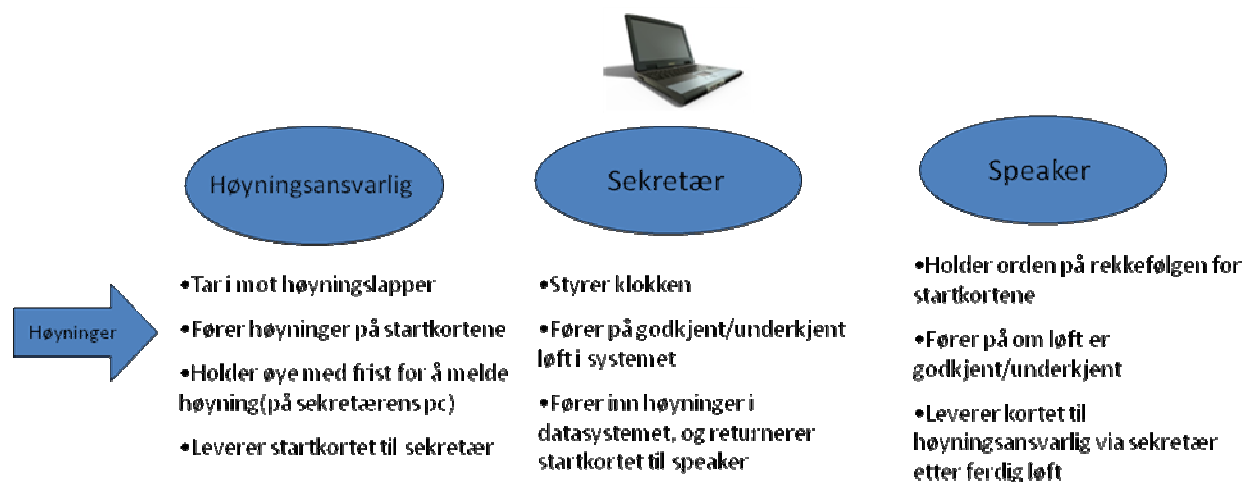 Høyninger
Høyningsansvarlig
•Tar i mot høyningslapper
•Fører høyninger på startkortene
•Holder øye med frist for å melde
høyning(på sekretærens pc)
•Leverer startkortet til sekretær
Sekretær
•Styrer klokken
•Fører på godkjent/underkjent
løft i systemet
•Fører inn høyninger i
datasystemet, og returnerer
startkortet til speaker
Speaker
•Holder orden på rekkefølgen for
startkortene
•Fører på om løft er
godkjent/underkjent
•Leverer kortet til
høyningsansvarlig via sekretær
etter ferdig løft